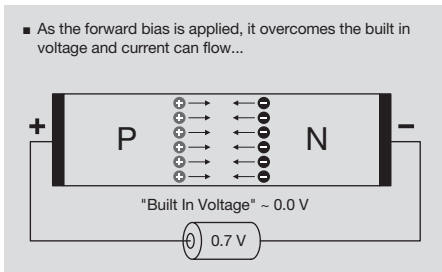 ■ As the forward bias is applied, it overcomes the built in
voltage and current can flow...
+ P ⊕ → ← ⊖ N −
⊕ → ← ⊖
⊕ → ← ⊖
⊕ → ← ⊖
⊕ → ← ⊖
⊕ → ← ⊖
⊕ → ← ⊖
"Built In Voltage" ~ 0.0 V
0.7 V